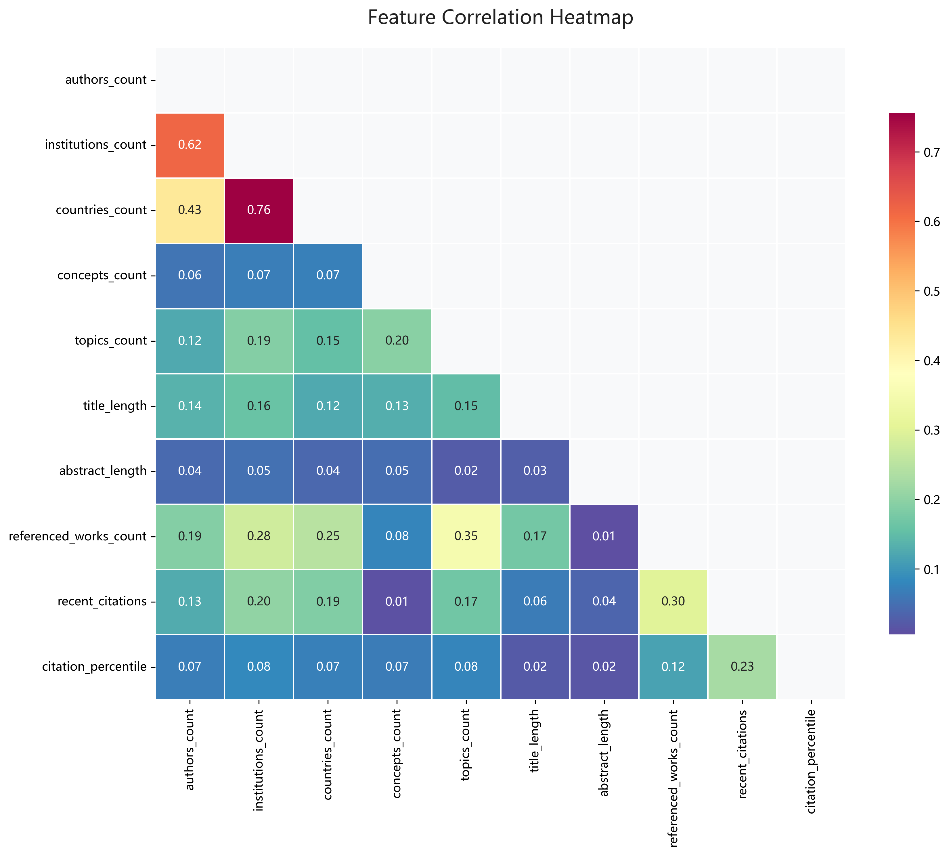 Feature Correlation Heatmap
authors_count
institutions_count 0.62
countries_count 0.43 0.76
concepts_count 0.06 0.07 0.07
topics_count 0.12 0.19 0.15 0.20
title_length 0.14 0.16 0.12 0.13 0.15
abstract_length 0.04 0.05 0.04 0.05 0.02 0.03
referenced_works_count 0.19 0.28 0.25 0.08 0.35 0.17 0.01
recent_citations 0.13 0.20 0.19 0.01 0.17 0.06 0.04 0.30
citation_percentile 0.07 0.08 0.07 0.07 0.08 0.02 0.02 0.12 0.23
authors_count
institutions_count
countries_count
concepts_count
topics_count
title_length
abstract_length
referenced_works_count
recent_citations
citation_percentile
0.7
0.6
0.5
0.4
0.3
0.2
0.1